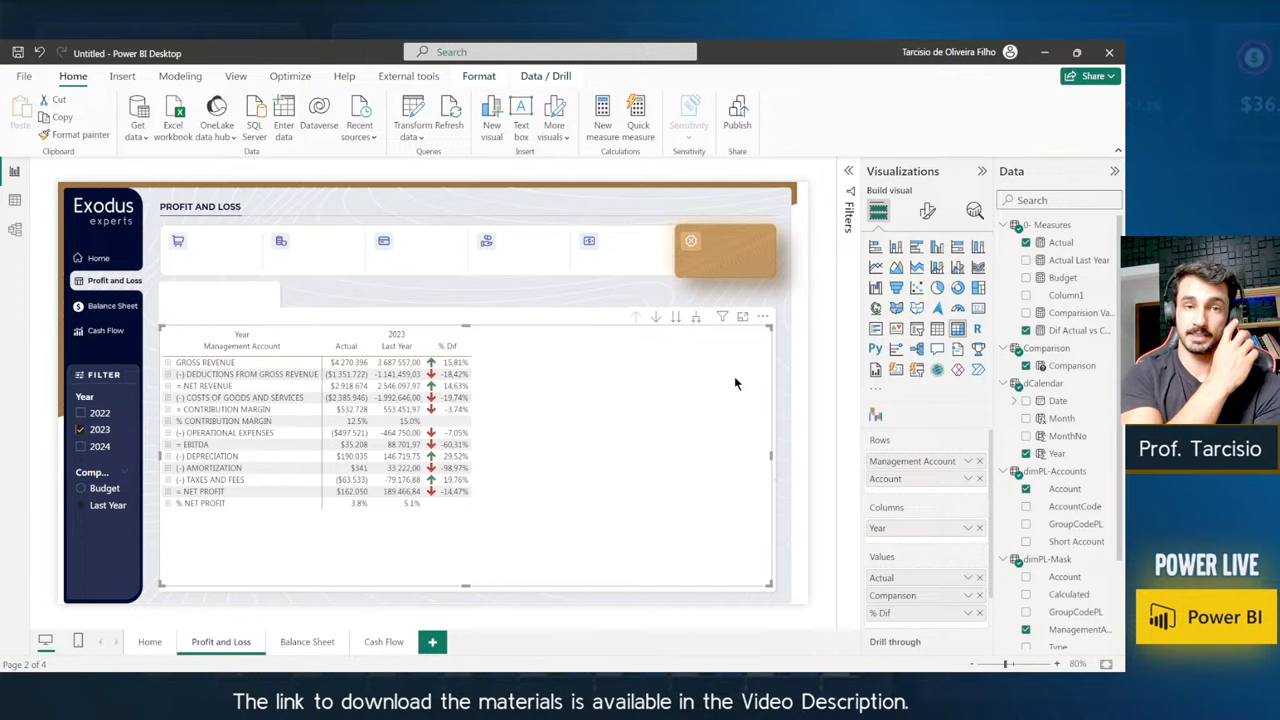 $36
Untitled - Power BI Desktop
Search
Tarcisio de Oliveira Filho
File Home Insert Modeling View Optimize Help External tools Format Data / Drill
Share
Paste
Cut
Copy
Format painter
Clipboard
Get data
Excel workbook
OneLake data hub
SQL Server
Enter data
Dataverse
Recent sources
Data
Transform data
Refresh
Queries
New visual
Text box
More visuals
Insert
New measure
Quick measure
Calculations
Sensitivity
Sensitivity
Publish
Share
Exodus
experts
Home
Profit and Loss
Balance Sheet
Cash Flow
FILTER
Year
2022
2023
2024
Comp...
Budget
Last Year
PROFIT AND LOSS
Year 2023
Management Account Actual Last Year % Dif
GROSS REVENUE $4.270.396 3.687.557,00 15,81%
(-) DEDUCTIONS FROM GROSS REVENUE ($1.351.722) -1.141.459,03 -18,42%
= NET REVENUE $2.918.674 2.546.097,97 14,63%
(-) COSTS OF GOODS AND SERVICES ($2.385.946) -1.992.646,00 -19,74%
= CONTRIBUTION MARGIN $532.728 553.451,97 -3,74%
% CONTRIBUTION MARGIN 12.5% 15.0%
(-) OPERATIONAL EXPENSES ($497.521) -464.750,00 -7,05%
= EBITDA $35.208 88.701,97 -60,31%
(-) DEPRECIATION $190.035 146.719,75 29,52%
(-) AMORTIZATION $341 33.222,00 -98,97%
(-) TAXES AND FEES ($63.533) -79.176,88 19,76%
= NET PROFIT $162.050 189.466,84 -14,47%
% NET PROFIT 3.8% 5.1%
Filters
Visualizations
Build visual
Rows
Management Account
Account
Columns
Year
Values
Actual
Comparison
% Dif
Drill through
Data
Search
0- Measures
Actual
Actual Last Year
Budget
Column1
Comparision Va...
Dif Actual vs C...
Comparison
Comparison
dCalendar
Date
Month
MonthNo
Year
dimPL-Accounts
Account
AccountCode
GroupCodePL
Short Account
dimPL-Mask
Account
Calculated
GroupCodePL
ManagementA...
Type
Home
Profit and Loss
Balance Sheet
Cash Flow
Page 2 of 4
80%
Prof. Tarcisio
POWER LIVE
Power BI
The link to download the materials is available in the Video Description.